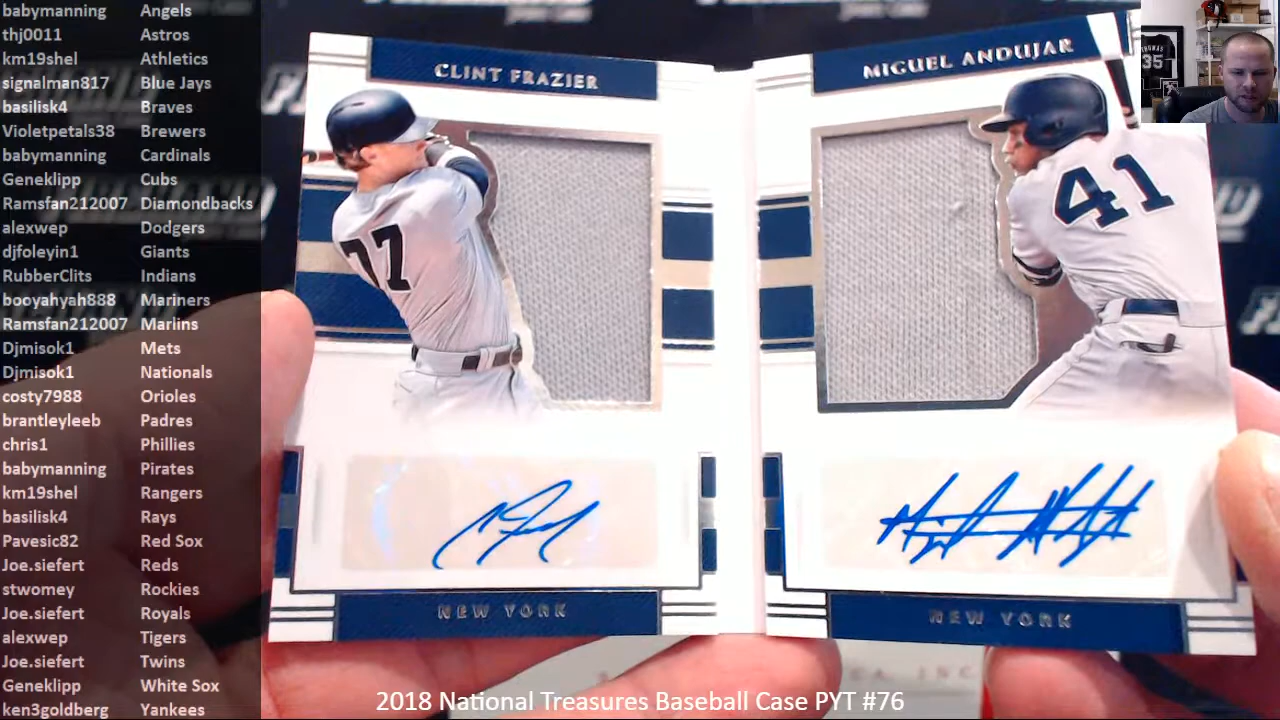 babymanning Angels
thj0011 Astros
km19shel Athletics
signalman817 Blue Jays
basilisk4 Braves
Violetpetals38 Brewers
babymanning Cardinals
Geneklipp Cubs
Ramsfan212007 Diamondbacks
alexwep Dodgers
djfoleyin1 Giants
RubberClits Indians
booyahyah888 Mariners
Ramsfan212007 Marlins
Djmisok1 Mets
Djmisok1 Nationals
costy7988 Orioles
brantleyleeb Padres
chris1 Phillies
babymanning Pirates
km19shel Rangers
basilisk4 Rays
Pavesic82 Red Sox
Joe.siefert Reds
stwomey Rockies
Joe.siefert Royals
alexwep Tigers
Joe.siefert Twins
Geneklipp White Sox
ken3goldberg Yankees
CLINT FRAZIER
77
NEW YORK
MIGUEL ANDUJAR
41
NEW YORK
THOMAS
35
2018 National Treasures Baseball Case PYT #76